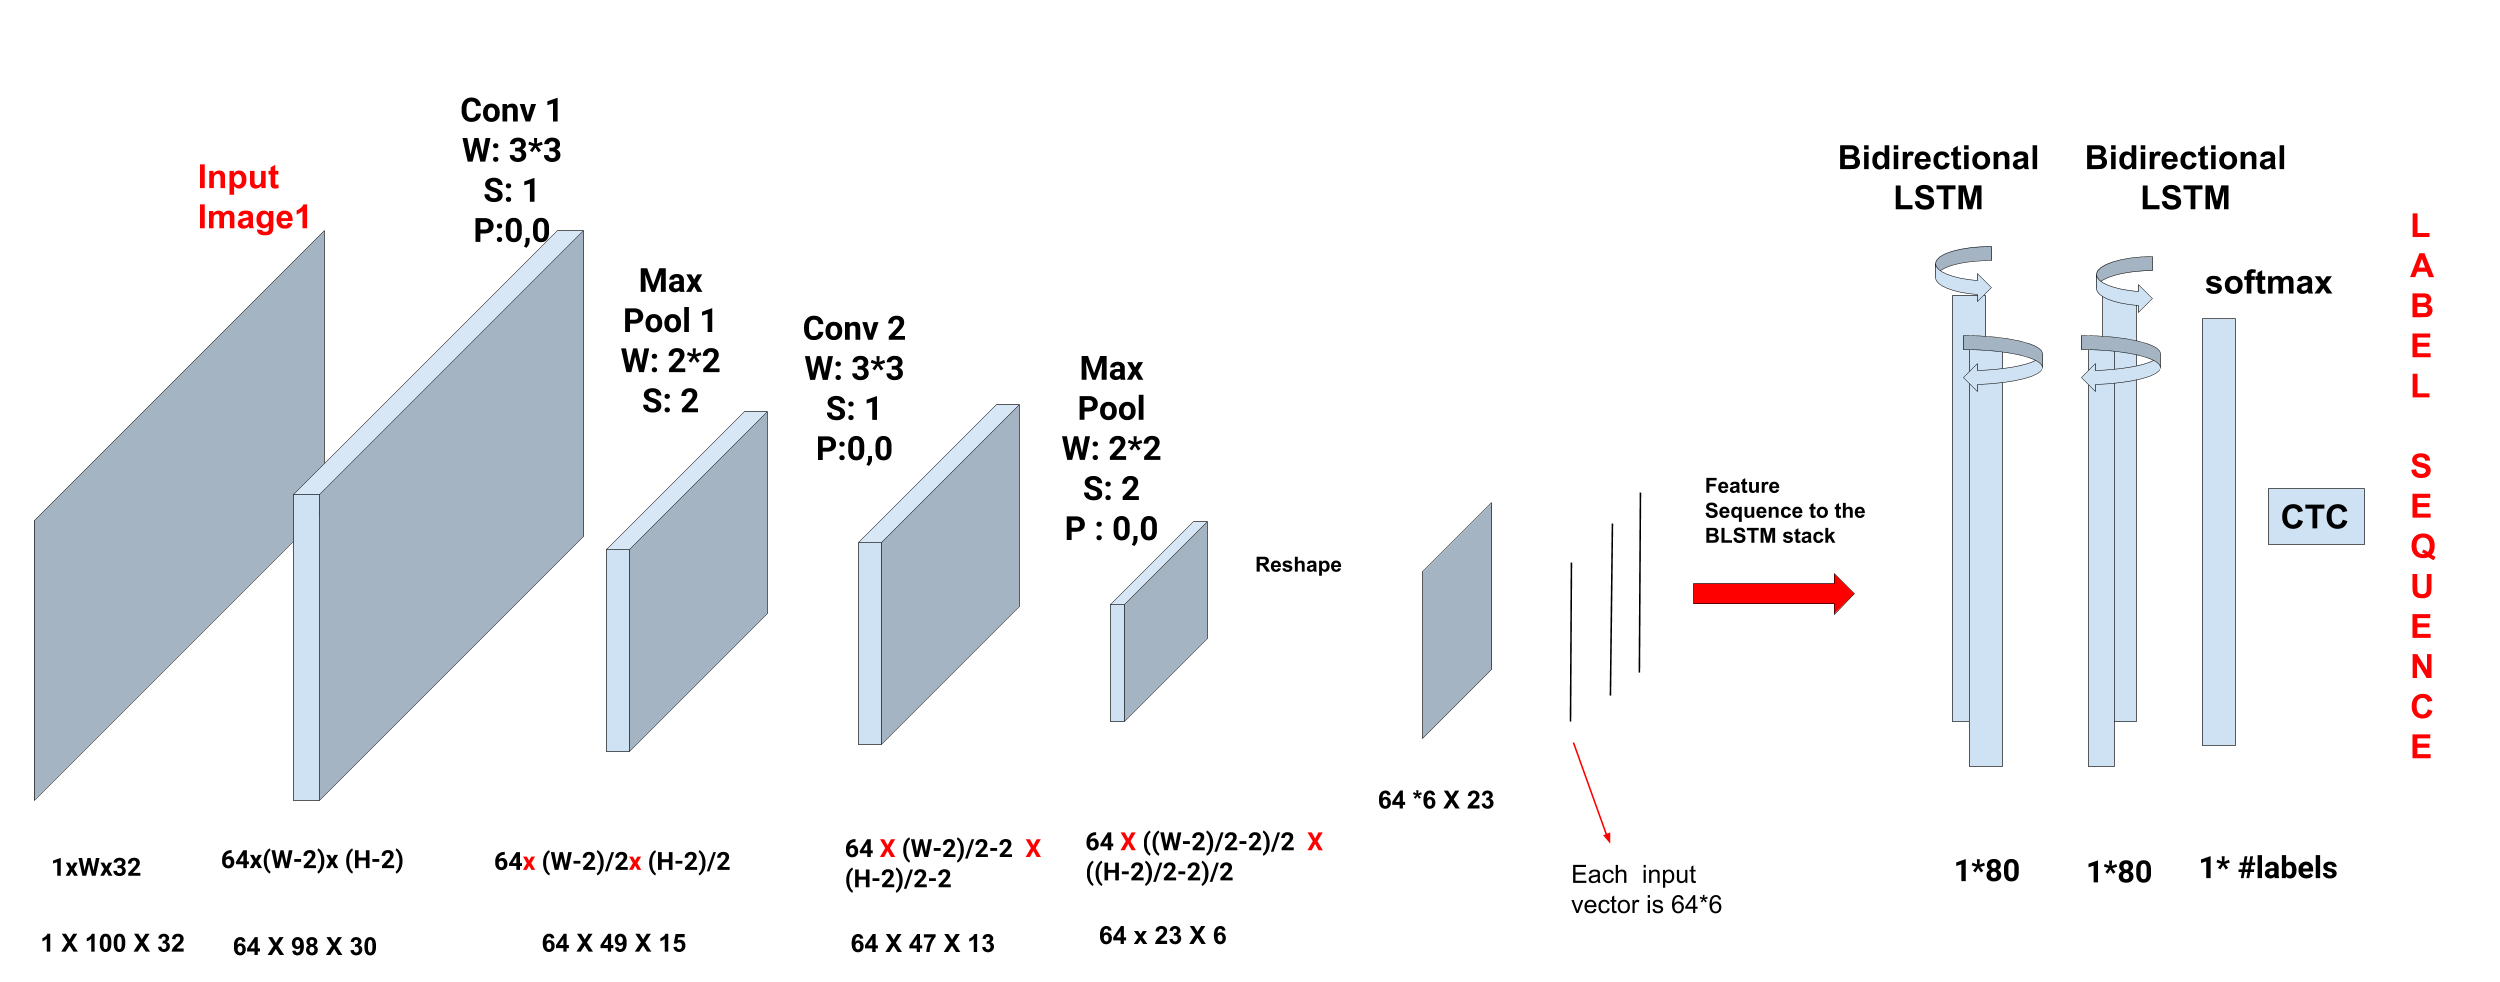 Input
Image1
Conv 1
W: 3*3
S: 1
P:0,0
Max
Pool 1
W: 2*2
S: 2
Conv 2
W: 3*3
S: 1
P:0,0
Max
Pool
W: 2*2
S: 2
P : 0,0
Reshape
Feature
Sequence to the
BLSTM stack
Bidirectional
LSTM
Bidirectional
LSTM
softmax
CTC
L
A
B
E
L
S
E
Q
U
E
N
C
E
1xWx32
64x(W-2)x (H-2)
64x (W-2)/2x (H-2)/2
64 X (W-2)/2-2 X
(H-2)/2-2
64 X ((W-2)/2-2)/2 X
((H-2)/2-2)/2
64 *6 X 23
Each input
vector is 64*6
1*80
1*80
1* #labels
1 X 100 X 32
64 X 98 X 30
64 X 49 X 15
64 X 47 X 13
64 x 23 X 6